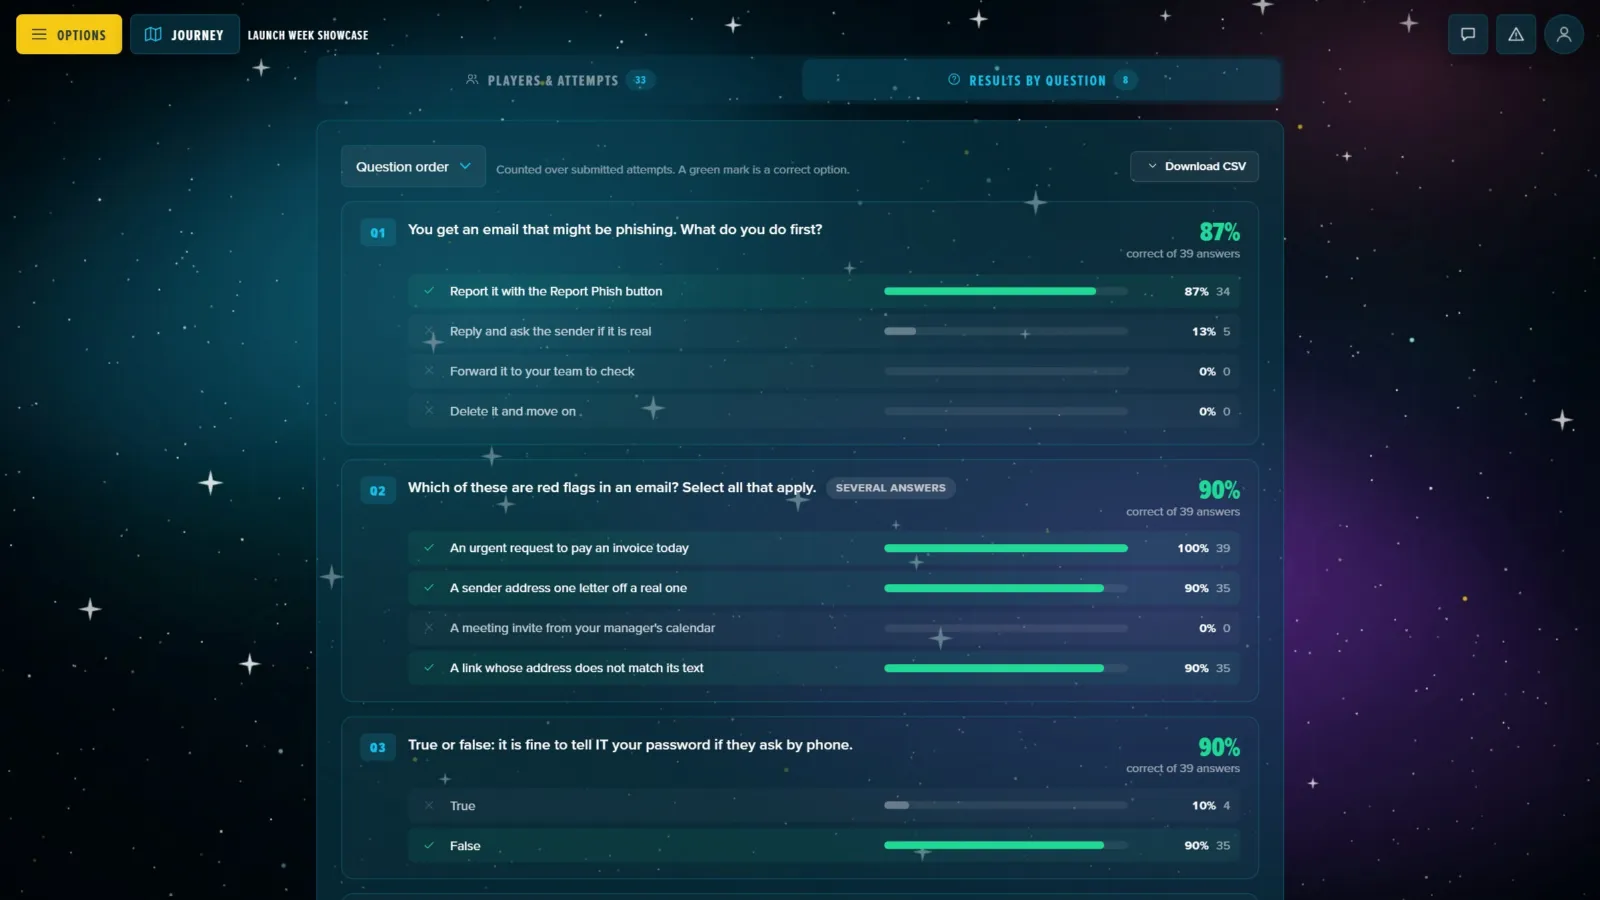 OPTIONS
JOURNEY
LAUNCH WEEK SHOWCASE
PLAYERS & ATTEMPTS 33
RESULTS BY QUESTION 8
Question order
Counted over submitted attempts. A green mark is a correct option.
Download CSV
Q1
You get an email that might be phishing. What do you do first?
87%
correct of 39 answers
Report it with the Report Phish button 87% 34
Reply and ask the sender if it is real 13% 5
Forward it to your team to check 0% 0
Delete it and move on 0% 0
Q2
Which of these are red flags in an email? Select all that apply. SEVERAL ANSWERS
90%
correct of 39 answers
An urgent request to pay an invoice today 100% 39
A sender address one letter off a real one 90% 35
A meeting invite from your manager's calendar 0% 0
A link whose address does not match its text 90% 35
Q3
True or false: it is fine to tell IT your password if they ask by phone.
90%
correct of 39 answers
True 10% 4
False 90% 35